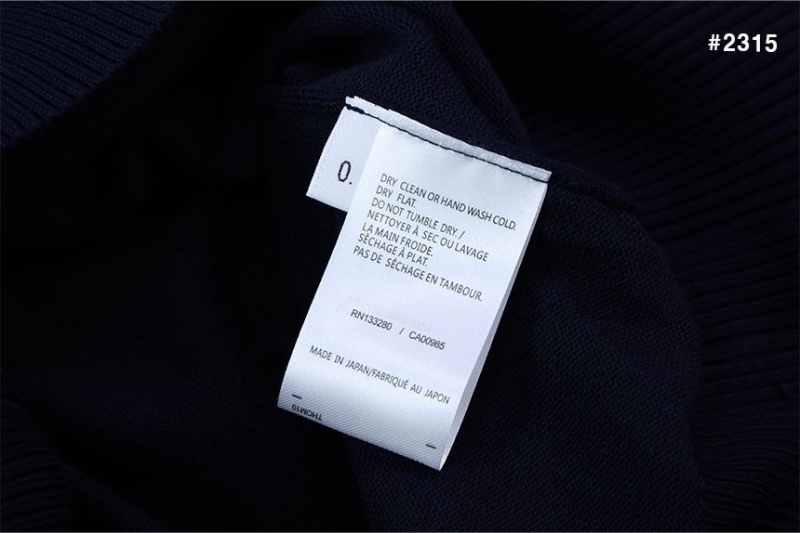 #2315
0.
DRY CLEAN OR HAND WASH COLD.
DRY FLAT.
DO NOT TUMBLE DRY./
NETTOYER À SEC OU LAVAGE
LA MAIN FROIDE.
SÉCHAGE À PLAT.
PAS DE SÉCHAGE EN TAMBOUR.
RN133280 / CA00985
MADE IN JAPAN/FABRIQUÉ AU JAPON
THOM10